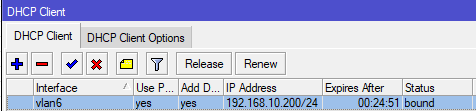 DHCP Client
DHCP Client DHCP Client Options
Release Renew
Interface Use P... Add D... IP Address Expires After Status
vlan6 yes yes 192.168.10.200/24 00:24:51 bound